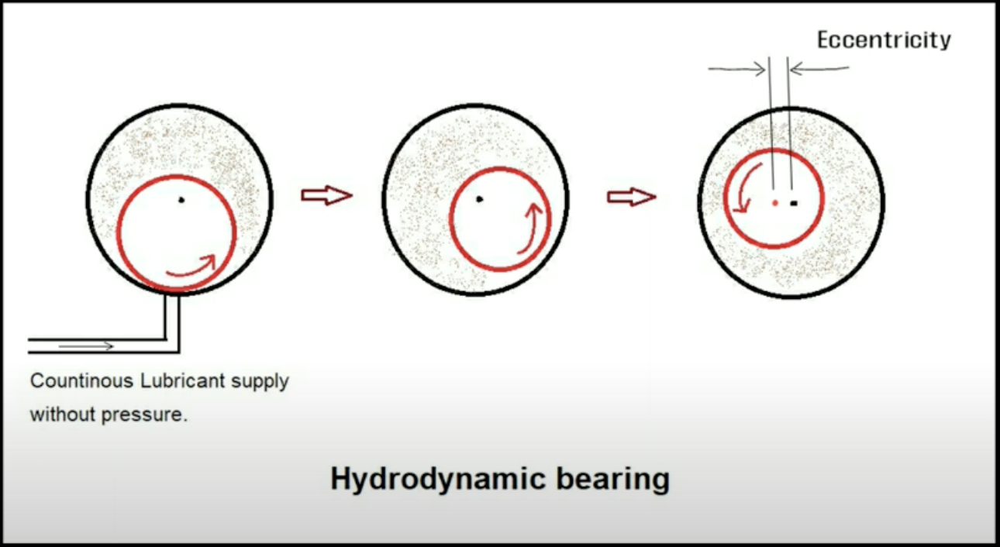 Eccentricity
Countinous Lubricant supply
without pressure.
Hydrodynamic bearing